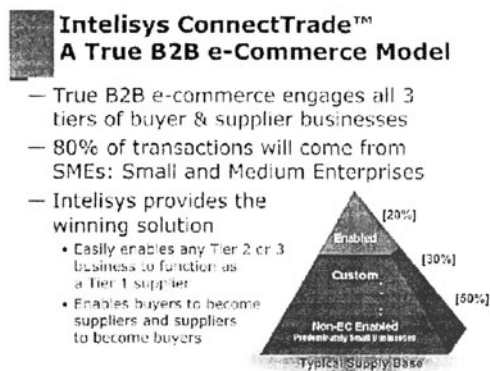 Intelisys ConnectTrade™
A True B2B e-Commerce Model
— True B2B e-commerce engages all 3
tiers of buyer & supplier businesses
— 80% of transactions will come from
SMEs: Small and Medium Enterprises
— Intelisys provides the
winning solution
• Easily enables any Tier 2 or 3
business to function as
a Tier 1 supplier
• Enables buyers to become
suppliers and suppliers
to become buyers
[20%]
Enabled
[30%]
Custom
[50%]
Non-EC Enabled
Predominately Small Businesses
Typical Supply Base